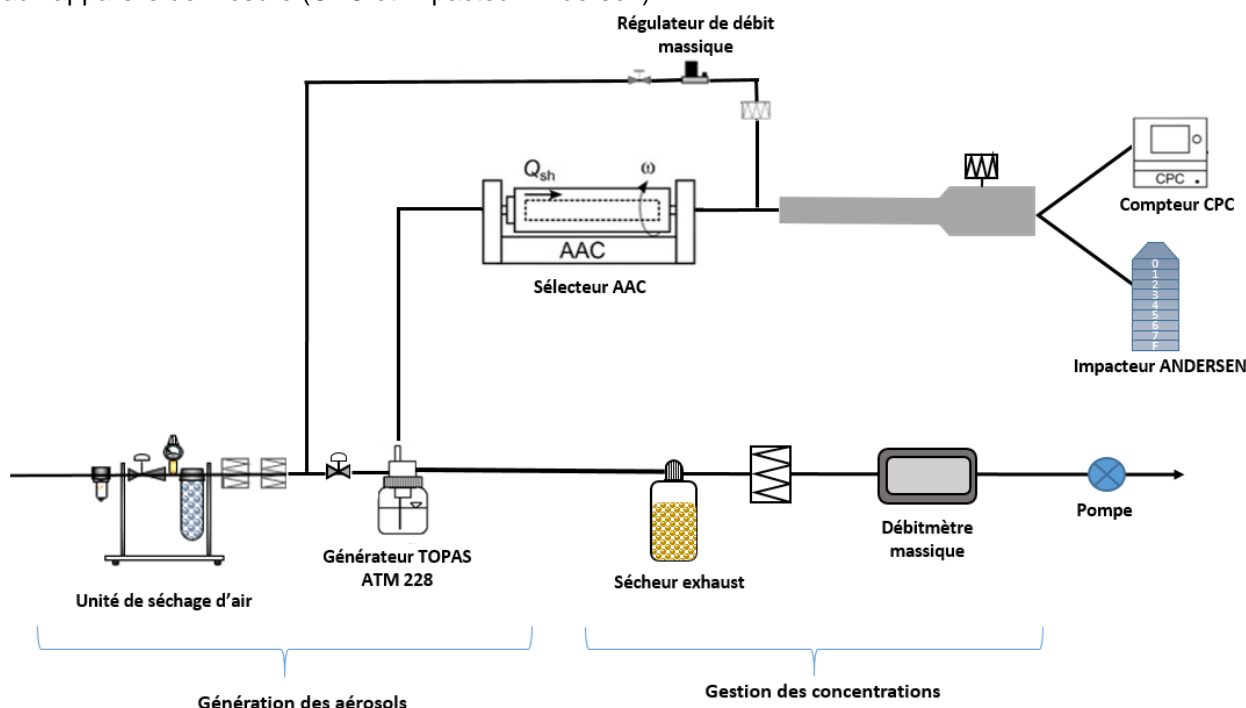 Régulateur de débit
massique
Qsh
ω
AAC
Sélecteur AAC
CPC
Compteur CPC
0
1
2
3
4
5
6
7
F
Impacteur ANDERSEN
Générateur TOPAS
ATM 228
Unité de séchage d'air
Sécheur exhaust
Débitmètre
massique
Pompe
Génération des aérosols
Gestion des concentrations